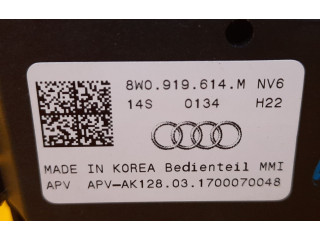 8W0.919.614.M NV6
14S 0134 H22
MADE IN KOREA Bedienteil MMI
APV APV-AK128.03.1700070048